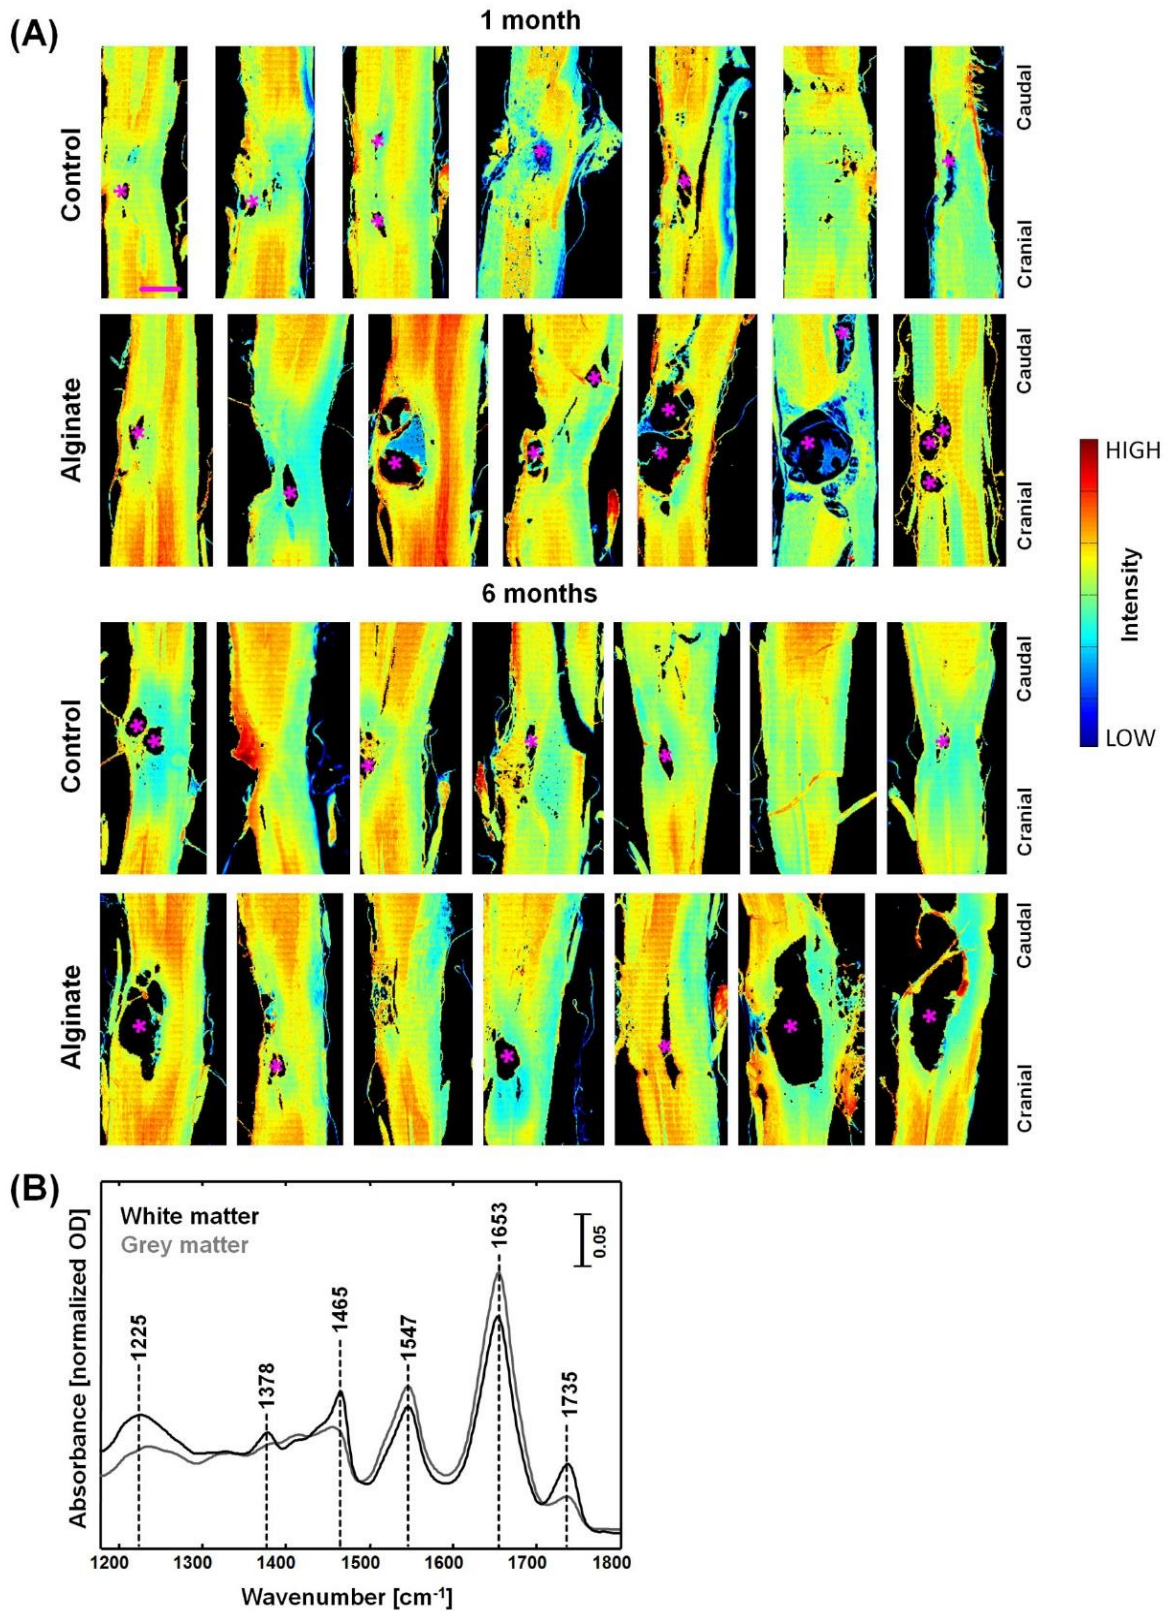 (A)
1 month
Control
Caudal
Cranial
Alginate
Caudal
Cranial
6 months
Control
Caudal
Cranial
Alginate
Caudal
Cranial
HIGH
Intensity
LOW
(B)
White matter
Grey matter
0.05
1225
1378
1465
1547
1653
1735
Absorbance [normalized OD]
1200 1300 1400 1500 1600 1700 1800
Wavenumber [cm⁻¹]